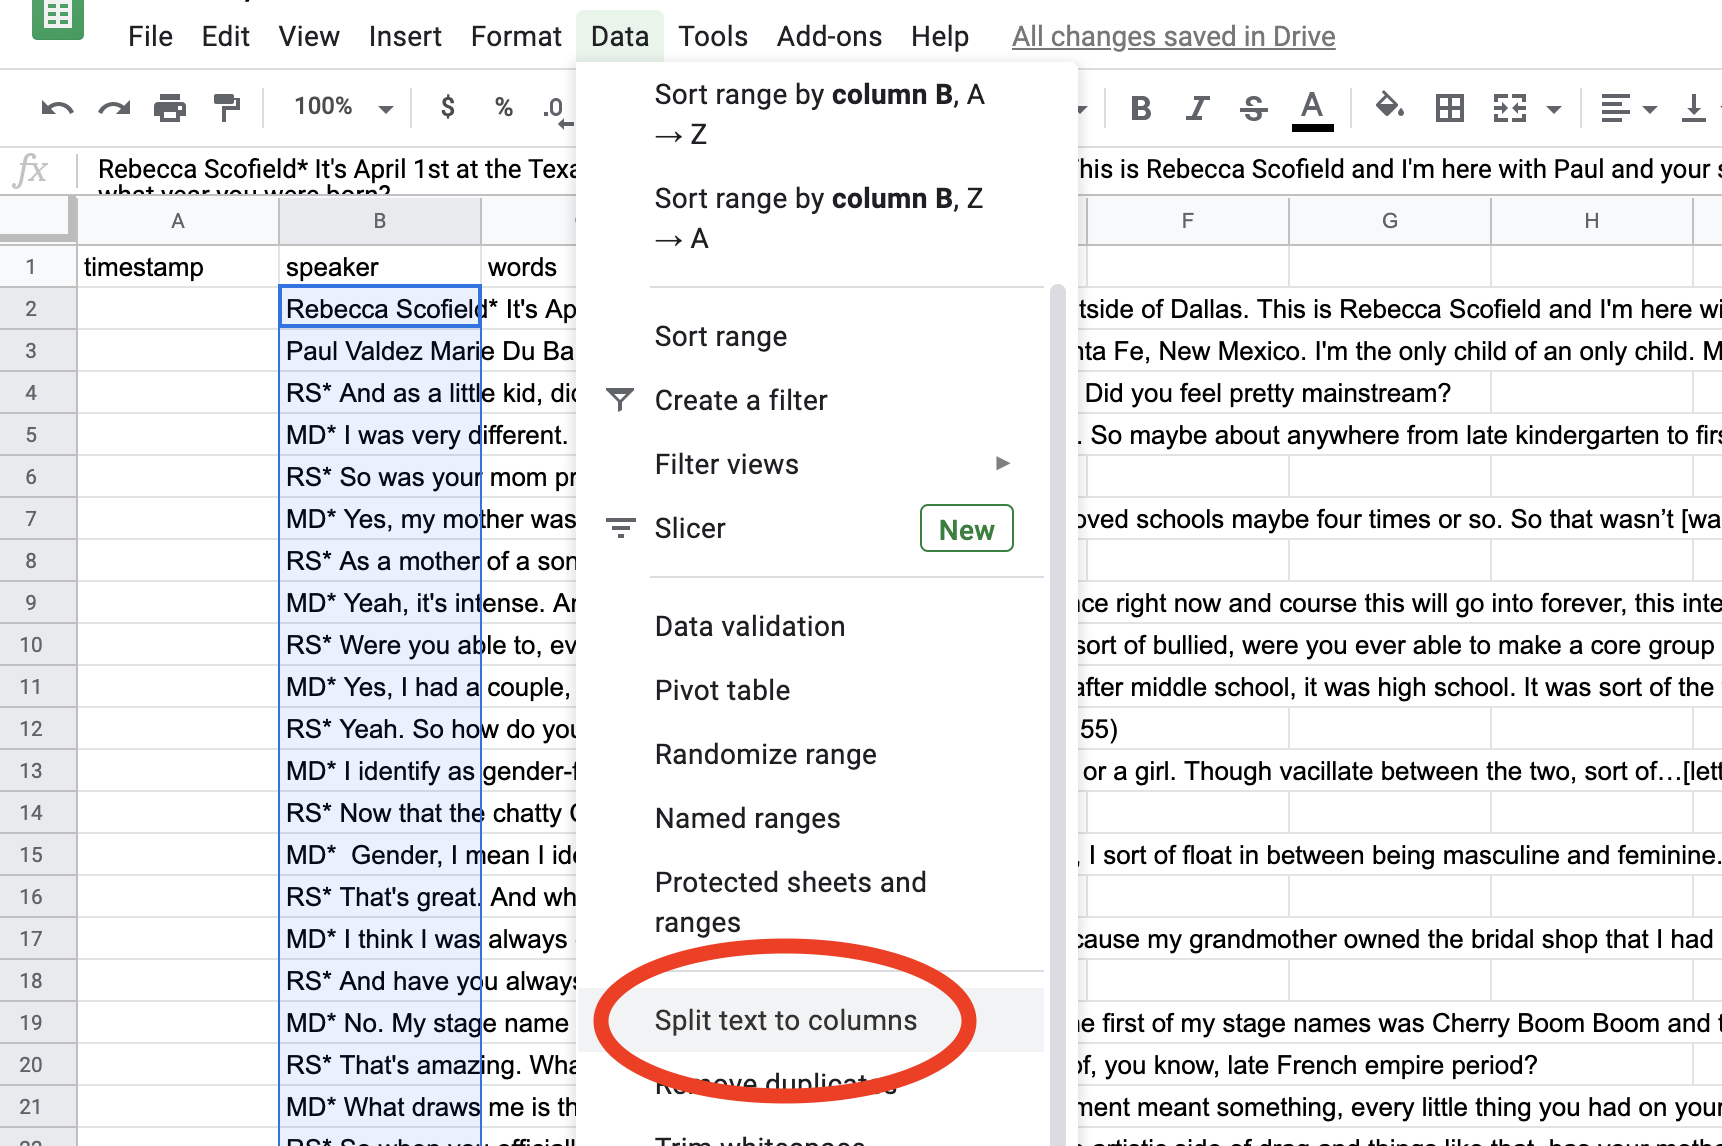 File Edit View Insert Format Data Tools Add-ons Help All changes saved in Drive
100% $ % .0 B I S A
fx Rebecca Scofield* It's April 1st at the Texa
his is Rebecca Scofield and I'm here with Paul and your s
what year you were born?
A B F G H
1 timestamp speaker words
2 Rebecca Scofield* It's Ap
tside of Dallas. This is Rebecca Scofield and I'm here wi
3 Paul Valdez Marie Du Ba
nta Fe, New Mexico. I'm the only child of an only child. M
4 RS* And as a little kid, did
Did you feel pretty mainstream?
5 MD* I was very different.
. So maybe about anywhere from late kindergarten to firs
6 RS* So was your mom pr
7 MD* Yes, my mother was
oved schools maybe four times or so. So that wasn’t [wa
8 RS* As a mother of a son
9 MD* Yeah, it's intense. An
ce right now and course this will go into forever, this inte
10 RS* Were you able to, ev
sort of bullied, were you ever able to make a core group
11 MD* Yes, I had a couple,
after middle school, it was high school. It was sort of the
12 RS* Yeah. So how do you
55)
13 MD* I identify as gender-f
or a girl. Though vacillate between the two, sort of…[lett
14 RS* Now that the chatty
15 MD*  Gender, I mean I ide
, I sort of float in between being masculine and feminine.
16 RS* That's great. And wh
17 MD* I think I was always
cause my grandmother owned the bridal shop that I had
18 RS* And have you always
19 MD* No. My stage name
e first of my stage names was Cherry Boom Boom and t
20 RS* That's amazing. Wha
of, you know, late French empire period?
21 MD* What draws me is th
ment meant something, every little thing you had on your
22 RS* So when you officiall
artistic side of drag and things like that, has your mothe
Sort range by column B, A
→ Z
Sort range by column B, Z
→ A
Sort range
Create a filter
Filter views
Slicer New
Data validation
Pivot table
Randomize range
Named ranges
Protected sheets and
ranges
Split text to columns
Remove duplicates
Trim whitespace